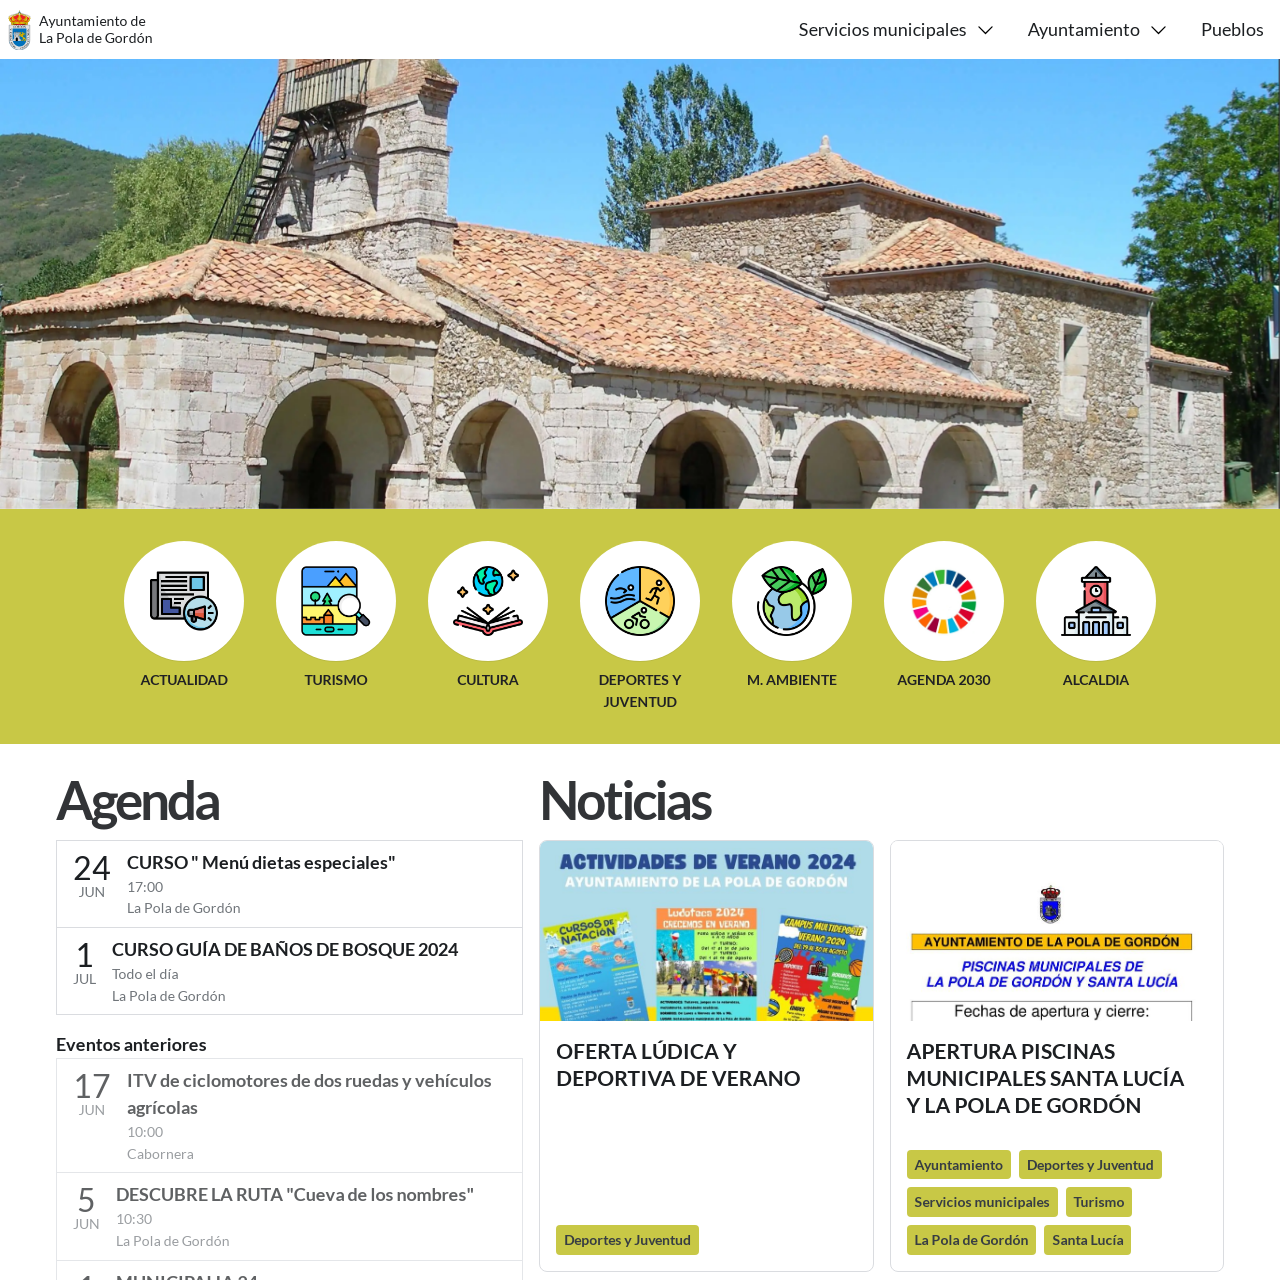 Ayuntamiento de
La Pola de Gordón
Servicios municipales
Ayuntamiento
Pueblos
ACTUALIDAD
TURISMO
CULTURA
DEPORTES Y
JUVENTUD
M. AMBIENTE
AGENDA 2030
ALCALDIA
Agenda
24
JUN
CURSO " Menú dietas especiales"
17:00
La Pola de Gordón
1
JUL
CURSO GUÍA DE BAÑOS DE BOSQUE 2024
Todo el día
La Pola de Gordón
Eventos anteriores
17
JUN
ITV de ciclomotores de dos ruedas y vehículos
agrícolas
10:00
Cabornera
5
JUN
DESCUBRE LA RUTA "Cueva de los nombres"
10:30
La Pola de Gordón
Noticias
ACTIVIDADES DE VERANO 2024
AYUNTAMIENTO DE LA POLA DE GORDÓN
CURSOS DE
NATACIÓN
Ludoteca 2024
CRECEMOS EN VERANO
CAMPUS MULTIDEPORTE
VERANO 2024
OFERTA LÚDICA Y
DEPORTIVA DE VERANO
Deportes y Juventud
AYUNTAMIENTO DE LA POLA DE GORDÓN
PISCINAS MUNICIPALES DE
LA POLA DE GORDÓN Y SANTA LUCÍA
Fechas de apertura y cierre:
APERTURA PISCINAS
MUNICIPALES SANTA LUCÍA
Y LA POLA DE GORDÓN
Ayuntamiento
Deportes y Juventud
Servicios municipales
Turismo
La Pola de Gordón
Santa Lucía